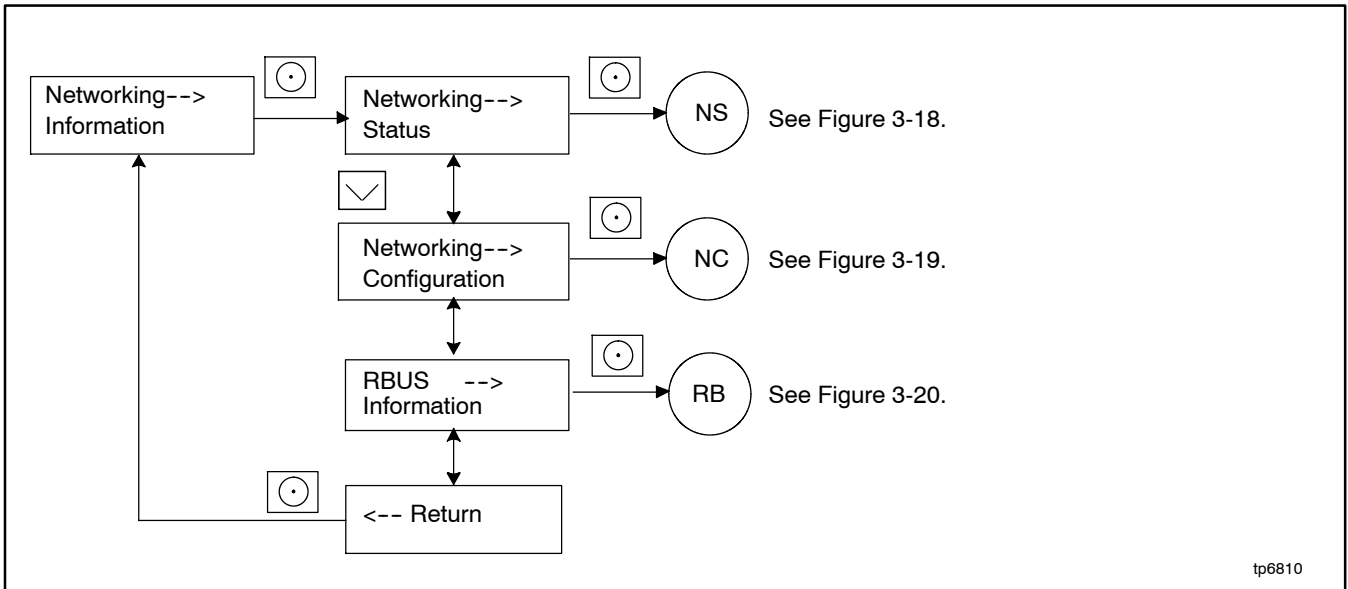 Networking-->
Information
Networking-->
Status
NS
See Figure 3-18.
Networking-->
Configuration
NC
See Figure 3-19.
RBUS -->
Information
RB
See Figure 3-20.
<-- Return
tp6810